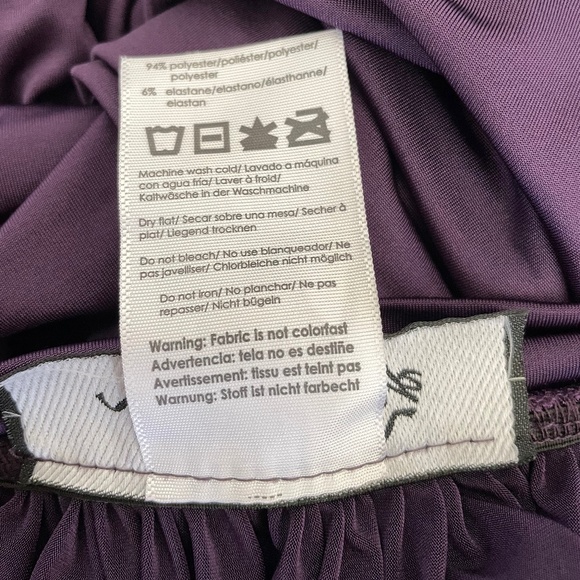 94% polyester/poliéster/polyester/
polyester
6% elastane/elastano/élasthanne/
elastan
Machine wash cold/ Lavado a máquina
con agua fría/ Laver à froid/
Kaltwäsche in der Waschmachine
Dry flat/ Secar sobre una mesa/ Secher à
plat/ Liegend trocknen
Do not bleach/ No use blanqueador/ Ne
pas javelliser/ Chlorbleiche nicht möglich
Do not iron/ No planchar/ Ne pas
repasser/ Nicht bügeln
Warning: Fabric is not colorfast
Advertencia: tela no es destiñe
Avertissement: tissu est teint pas
Warnung: Stoff ist nicht farbecht